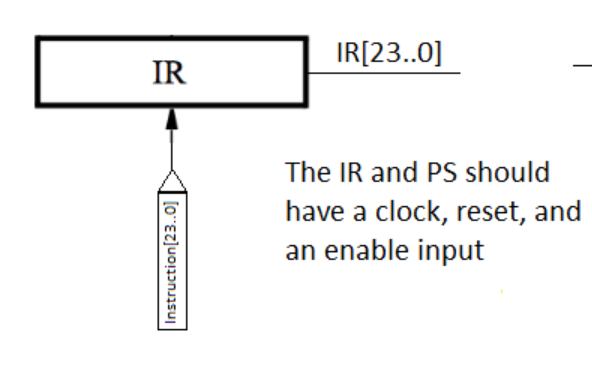 IR
IR[23..0]
Instruction[23..0]
The IR and PS should
have a clock, reset, and
an enable input